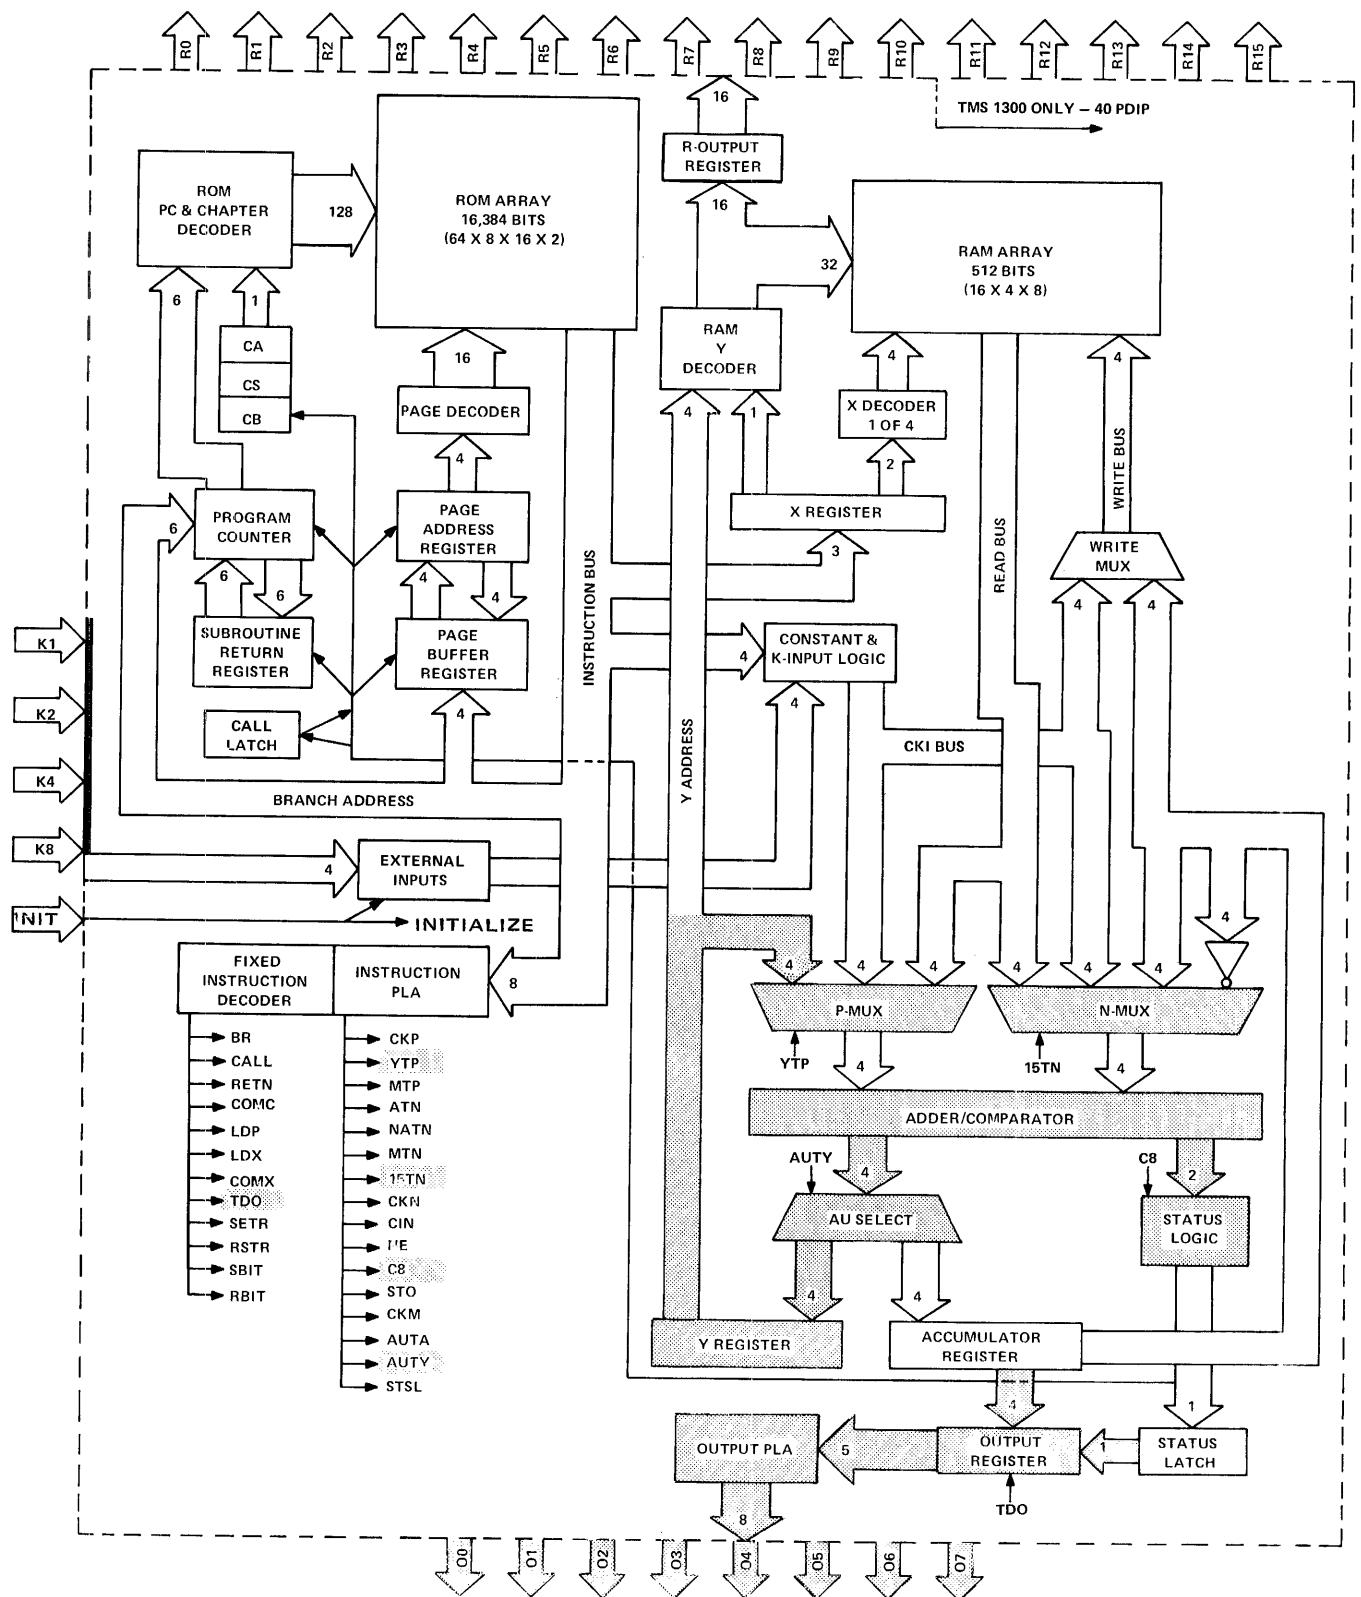 R0
R1
R2
R3
R4
R5
R6
R7
R8
R9
R10
R11
R12
R13
R14
R15
TMS 1300 ONLY – 40 PDIP
16
R-OUTPUT
REGISTER
16
ROM
PC & CHAPTER
DECODER
128
ROM ARRAY
16,384 BITS
(64 X 8 X 16 X 2)
RAM ARRAY
512 BITS
(16 X 4 X 8)
32
6
1
CA
CS
CB
16
PAGE DECODER
4
RAM
Y
DECODER
4
1
4
X DECODER
1 OF 4
2
X REGISTER
3
4
WRITE BUS
WRITE
MUX
4
4
READ BUS
6
PROGRAM
COUNTER
PAGE
ADDRESS
REGISTER
6
6
4
4
SUBROUTINE
RETURN
REGISTER
PAGE
BUFFER
REGISTER
4
CALL
LATCH
INSTRUCTION BUS
4
CONSTANT &
K-INPUT LOGIC
4
Y ADDRESS
CKI BUS
BRANCH ADDRESS
K1
K2
K4
K8
INIT
4
EXTERNAL
INPUTS
INITIALIZE
FIXED
INSTRUCTION
DECODER
INSTRUCTION
PLA
8
4
4
4
4
4
4
4
P-MUX
N-MUX
YTP
15TN
4
4
ADDER/COMPARATOR
AUTY
4
C8
2
AU SELECT
STATUS
LOGIC
4
4
Y REGISTER
ACCUMULATOR
REGISTER
4
1
OUTPUT PLA
5
OUTPUT
REGISTER
1
STATUS
LATCH
TDO
8
BR
CALL
RETN
COMC
LDP
LDX
COMX
TDO
SETR
RSTR
SBIT
RBIT
CKP
YTP
MTP
ATN
NATN
MTN
15TN
CKN
CIN
NE
C8
STO
CKM
AUTA
AUTY
STSL
O0
O1
O2
O3
O4
O5
O6
O7